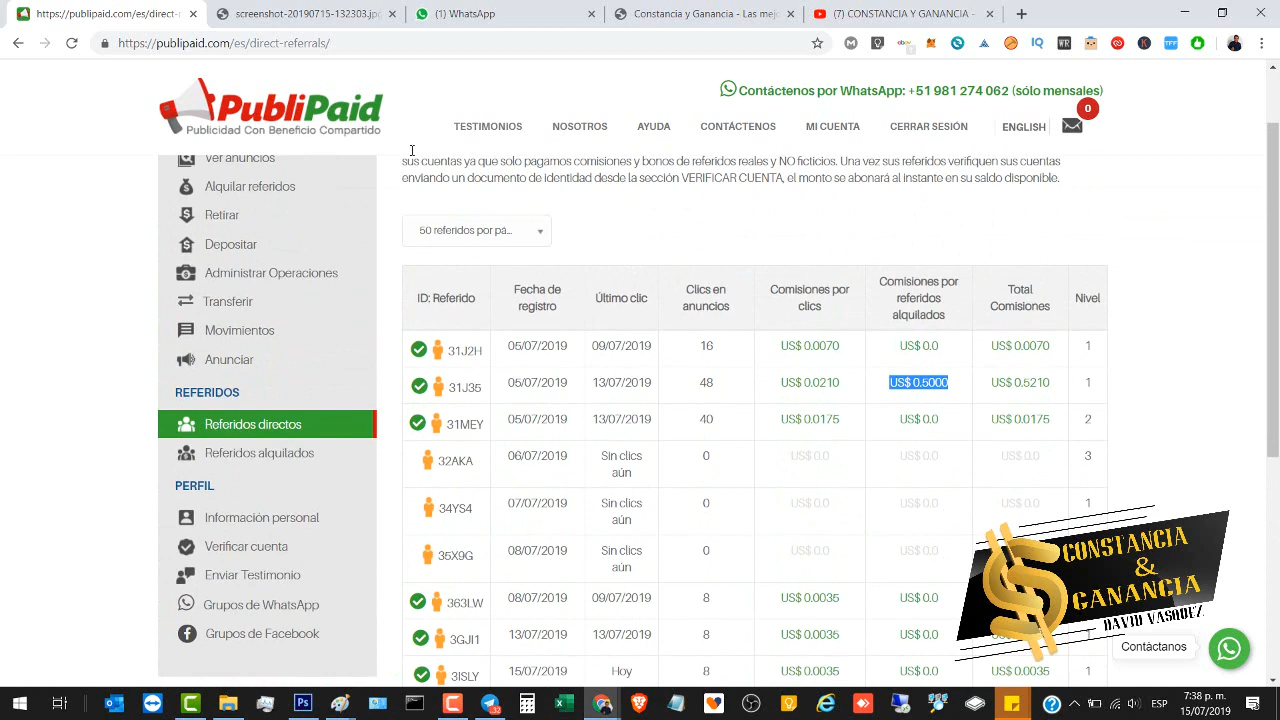 https://publipaid.com/es/direct-ref
screenshot-20190715-132303.jpg
(1) WhatsApp
Constancia y Ganancia - Las mejo
(7) CONSTANCIA Y GANANCIA -
https://publipaid.com/es/direct-referrals/
PubliPaid
Publicidad Con Beneficio Compartido
Contáctenos por WhatsApp: +51 981 274 062 (sólo mensales)
0
TESTIMONIOS NOSOTROS AYUDA CONTÁCTENOS MI CUENTA CERRAR SESIÓN ENGLISH
Ver anuncios
Alquilar referidos
Retirar
Depositar
Administrar Operaciones
Transferir
Movimientos
Anunciar
REFERIDOS
Referidos directos
Referidos alquilados
PERFIL
Información personal
Verificar cuenta
Enviar Testimonio
Grupos de WhatsApp
Grupos de Facebook
sus cuentas ya que solo pagamos comisiones y bonos de referidos reales y NO ficticios. Una vez sus referidos verifiquen sus cuentas
enviando un documento de identidad desde la sección VERIFICAR CUENTA, el monto se abonará al instante en su saldo disponible.
50 referidos por pá...
ID: Referido Fecha de registro Último clic Clics en anuncios Comisiones por clics Comisiones por referidos alquilados Total Comisiones Nivel
31J2H 05/07/2019 09/07/2019 16 US$ 0.0070 US$ 0.0 US$ 0.0070 1
31J35 05/07/2019 13/07/2019 48 US$ 0.0210 US$ 0.5000 US$ 0.5210 1
31MEY 05/07/2019 13/07/2019 40 US$ 0.0175 US$ 0.0 US$ 0.0175 2
32AKA 06/07/2019 Sin clics aún 0 US$ 0.0 US$ 0.0 US$ 0.0 3
34YS4 07/07/2019 Sin clics aún 0 US$ 0.0 US$ 0.0 US$ 0.0 1
35X9G 08/07/2019 Sin clics aún 0 US$ 0.0 US$ 0.0
363LW 08/07/2019 09/07/2019 8 US$ 0.0035 US$ 0.0
3GJI1 13/07/2019 13/07/2019 8 US$ 0.0035 US$ 0.0 1
3ISLY 15/07/2019 Hoy 8 US$ 0.0035 US$ 0.0 US$ 0.0035 1
CONSTANCIA
&
GANANCIA
DAVID VASQUEZ
Contáctanos
ESP
7:38 p. m.
15/07/2019